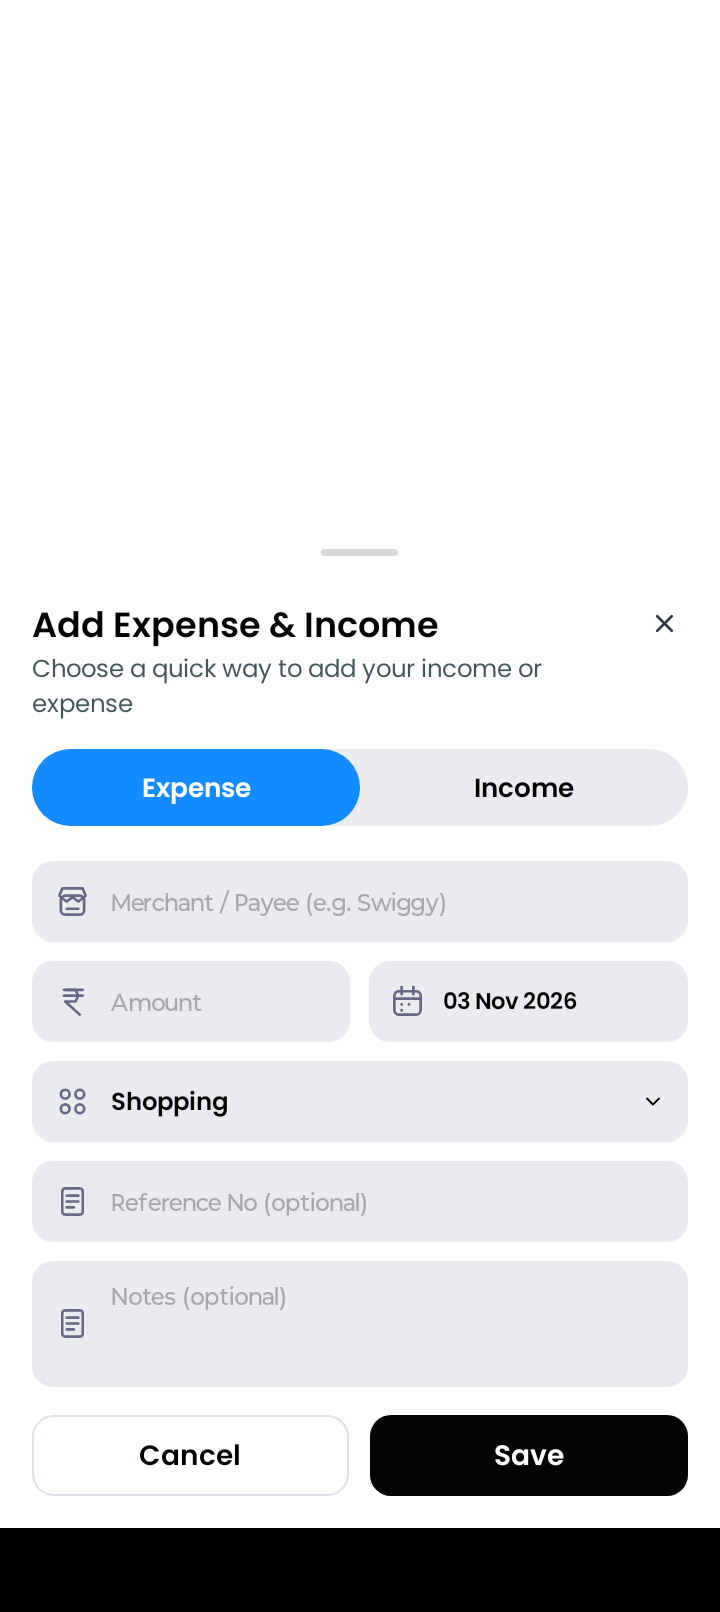 Add Expense & Income
Choose a quick way to add your income or
expense
Expense
Income
Merchant / Payee (e.g. Swiggy)
₹ Amount
03 Nov 2026
Shopping
Reference No (optional)
Notes (optional)
Cancel
Save